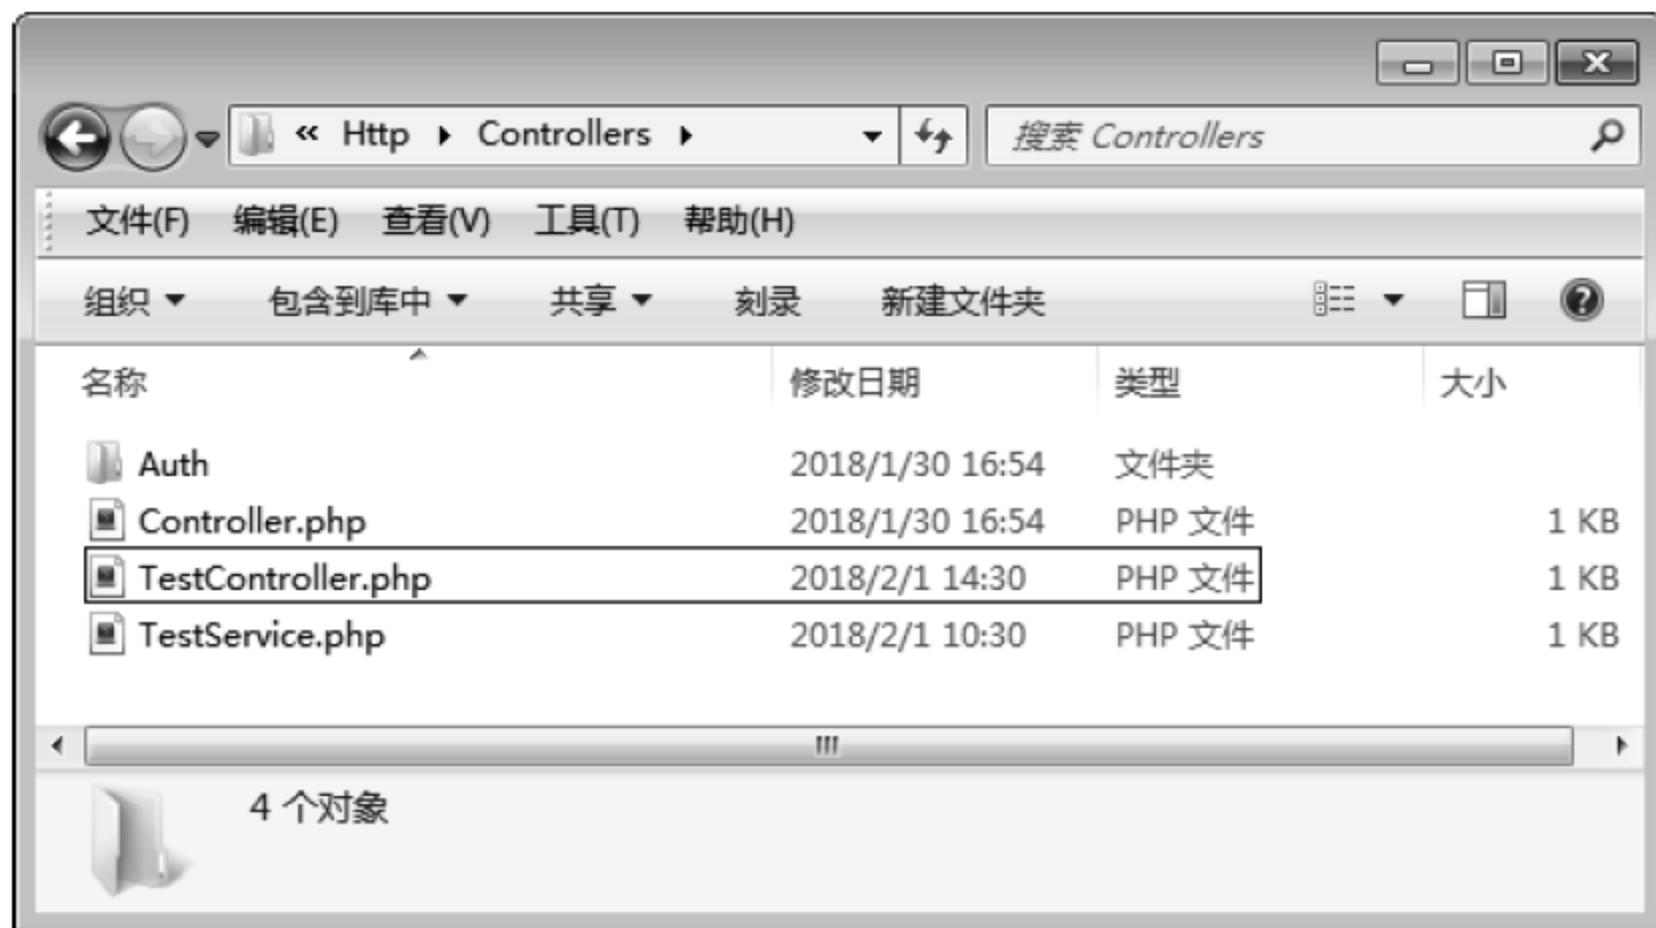 « Http Controllers 搜索 Controllers
文件(F) 编辑(E) 查看(V) 工具(T) 帮助(H)
组织 包含到库中 共享 刻录 新建文件夹
名称 修改日期 类型 大小
Auth 2018/1/30 16:54 文件夹
Controller.php 2018/1/30 16:54 PHP 文件 1 KB
TestController.php 2018/2/1 14:30 PHP 文件 1 KB
TestService.php 2018/2/1 10:30 PHP 文件 1 KB
4 个对象